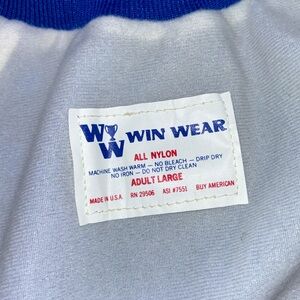 WW WIN WEAR
ALL NYLON
MACHINE WASH WARM — NO BLEACH — DRIP DRY
NO IRON — DO NOT DRY CLEAN
ADULT LARGE
MADE IN U.S.A. RN 29506 ASI #7551 BUY AMERICAN